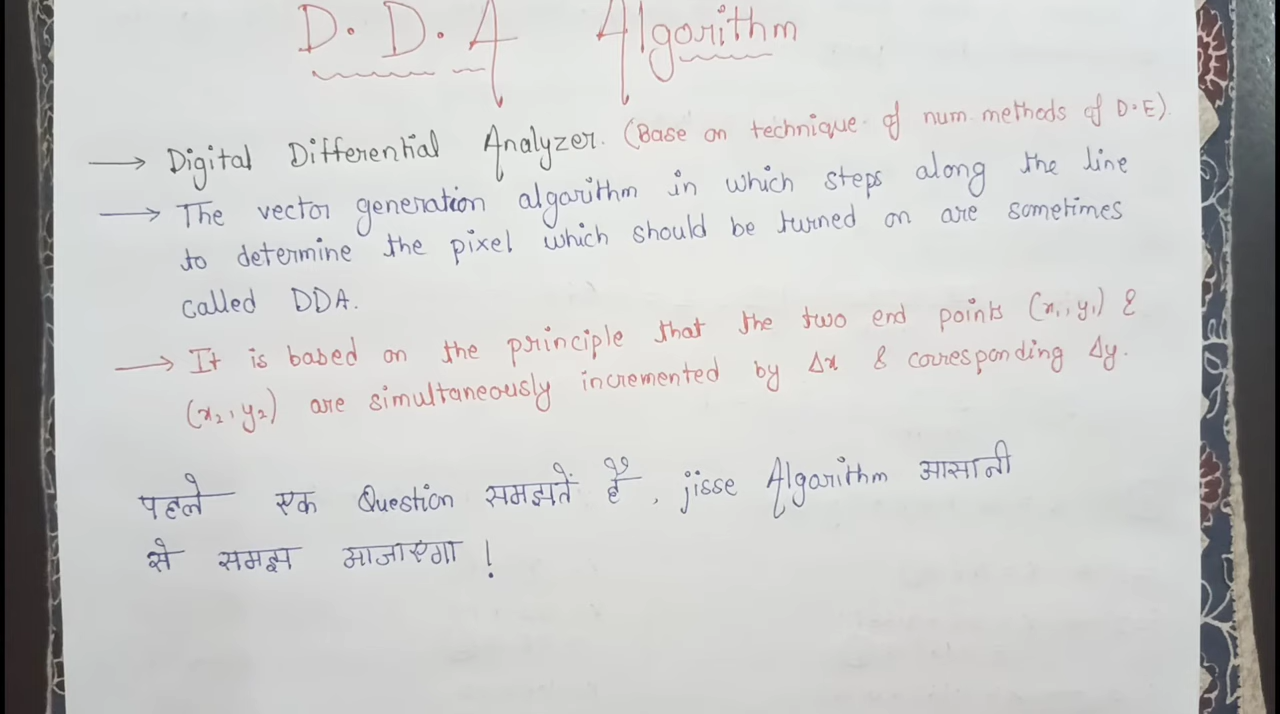 D.D.A Algorithm
→ Digital Differential Analyzer. (Base on technique of num methods of D.E).
→ The vector generation algorithm in which steps along the line
to determine the pixel which should be turned on are sometimes
called DDA.
→ It is based on the principle that the two end points (x₁, y₁) &
(x₂, y₂) are simultaneously incremented by Δx & corresponding Δy.
पहले एक Question समझतें हैं, jisse Algorithm आसानी
से समझ आजाएगा !